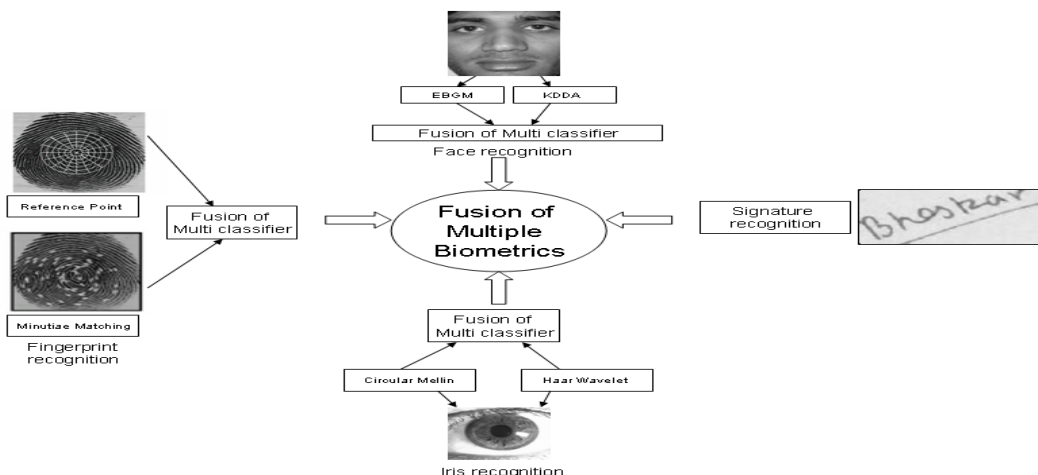 EBGM
KDDA
Fusion of Multi classifier
Face recognition
Reference Point
Fusion of
Multi classifier
Minutiae Matching
Fingerprint
recognition
Fusion of
Multiple
Biometrics
Signature
recognition
Bhaskar
Fusion of
Multi classifier
Circular Mellin
Haar Wavelet
Iris recognition